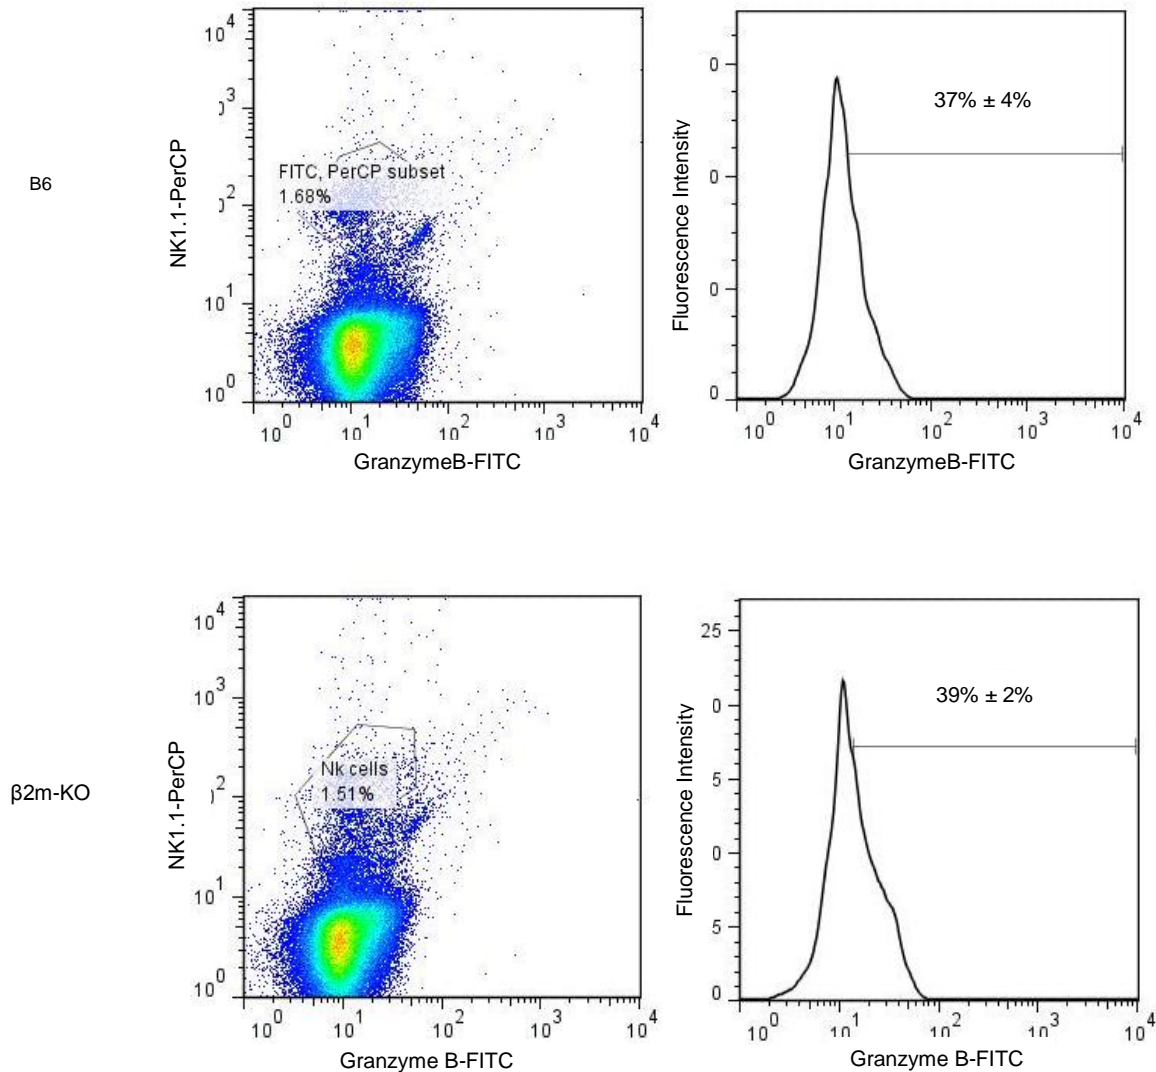 B6
NK1.1-PerCP
10^4
)^3
)^2
10^1
10^0
FITC, PerCP subset
1.68%
10^0 10^1 10^2 10^3 10^4
GranzymeB-FITC
Fluorescence Intensity
0
0
0
0
37% ± 4%
10^0 10^1 10^2 10^3 10^4
GranzymeB-FITC
β2m-KO
NK1.1-PerCP
10^4
10^3
)^2
10^1
10^0
Nk cells
1.51%
10^0 10^1 10^2 10^3 10^4
Granzyme B-FITC
Fluorescence Intensity
25
0
5
0
5
0
39% ± 2%
10^0 10^1 10^2 10^3 10^4
Granzyme B-FITC